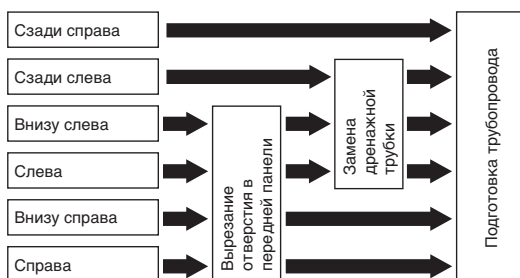 Сзади справа
Сзади слева
Внизу слева
Слева
Внизу справа
Справа
Вырезание
отверстия в
передней панели
Замена
дренажной
трубки
Подготовка трубопровода